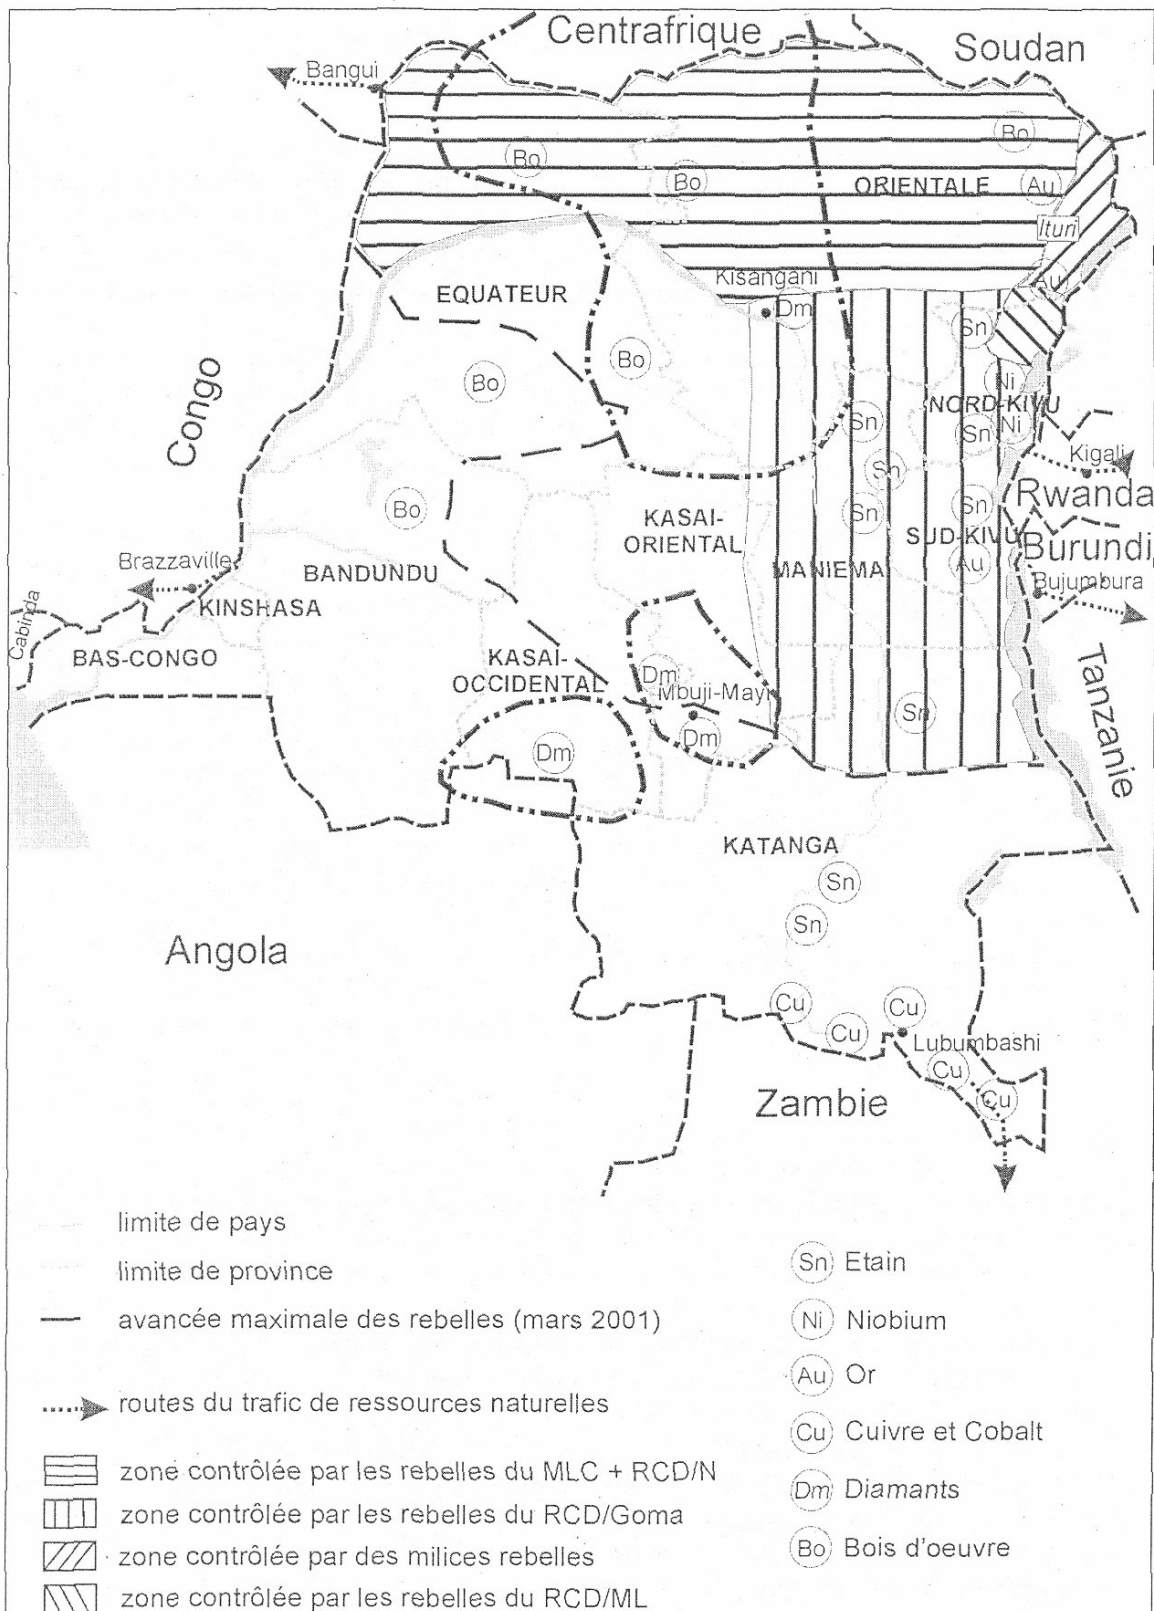 Centrafrique
Soudan
Bangui
Bo
Bo
Bo
ORIENTALE
Au
Ituri
Kisangani
Au
EQUATEUR
Dm
Sn
Bo
Bo
Ni
NORD-KIVU
Congo
Sn
Sn
Ni
Kigali
Sn
Rwanda
Bo
Sn
Sn
KASAI-
ORIENTAL
SUD-KIVU
Burundi
Brazzaville
BANDUNDU
MANIEMA
Au
Bujumbura
KINSHASA
Cabinda
BAS-CONGO
KASAI-
OCCIDENTAL
Dm
Mbuji-Mayi
Tanzanie
Sn
Dm
Dm
KATANGA
Sn
Sn
Angola
Cu
Cu
Cu
Lubumbashi
Cu
Cu
Zambie
limite de pays
limite de province
avancée maximale des rebelles (mars 2001)
routes du trafic de ressources naturelles
zone contrôlée par les rebelles du MLC + RCD/N
zone contrôlée par les rebelles du RCD/Goma
zone contrôlée par des milices rebelles
zone contrôlée par les rebelles du RCD/ML
Sn Etain
Ni Niobium
Au Or
Cu Cuivre et Cobalt
Dm Diamants
Bo Bois d'oeuvre